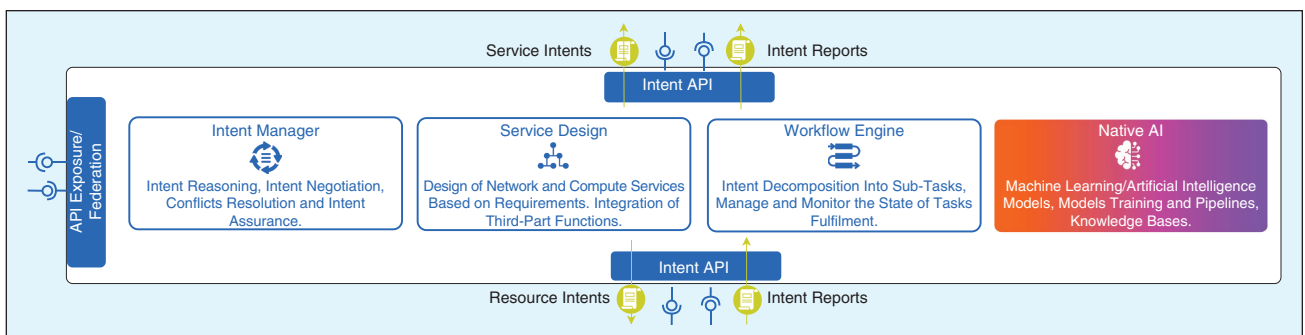 Service Intents
Intent Reports
Intent API
API Exposure/
Federation
Intent Manager
Intent Reasoning, Intent Negotiation,
Conflicts Resolution and Intent
Assurance.
Service Design
Design of Network and Compute Services
Based on Requirements. Integration of
Third-Part Functions.
Workflow Engine
Intent Decomposition Into Sub-Tasks,
Manage and Monitor the State of Tasks
Fulfilment.
Native AI
Machine Learning/Artificial Intelligence
Models, Models Training and Pipelines,
Knowledge Bases.
Intent API
Resource Intents
Intent Reports